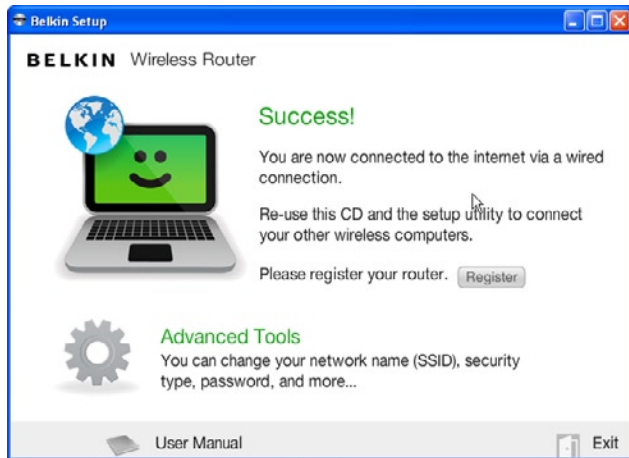 Belkin Setup
BELKIN Wireless Router
Success!
You are now connected to the internet via a wired
connection.
Re-use this CD and the setup utility to connect
your other wireless computers.
Please register your router. Register
Advanced Tools
You can change your network name (SSID), security
type, password, and more...
User Manual
Exit